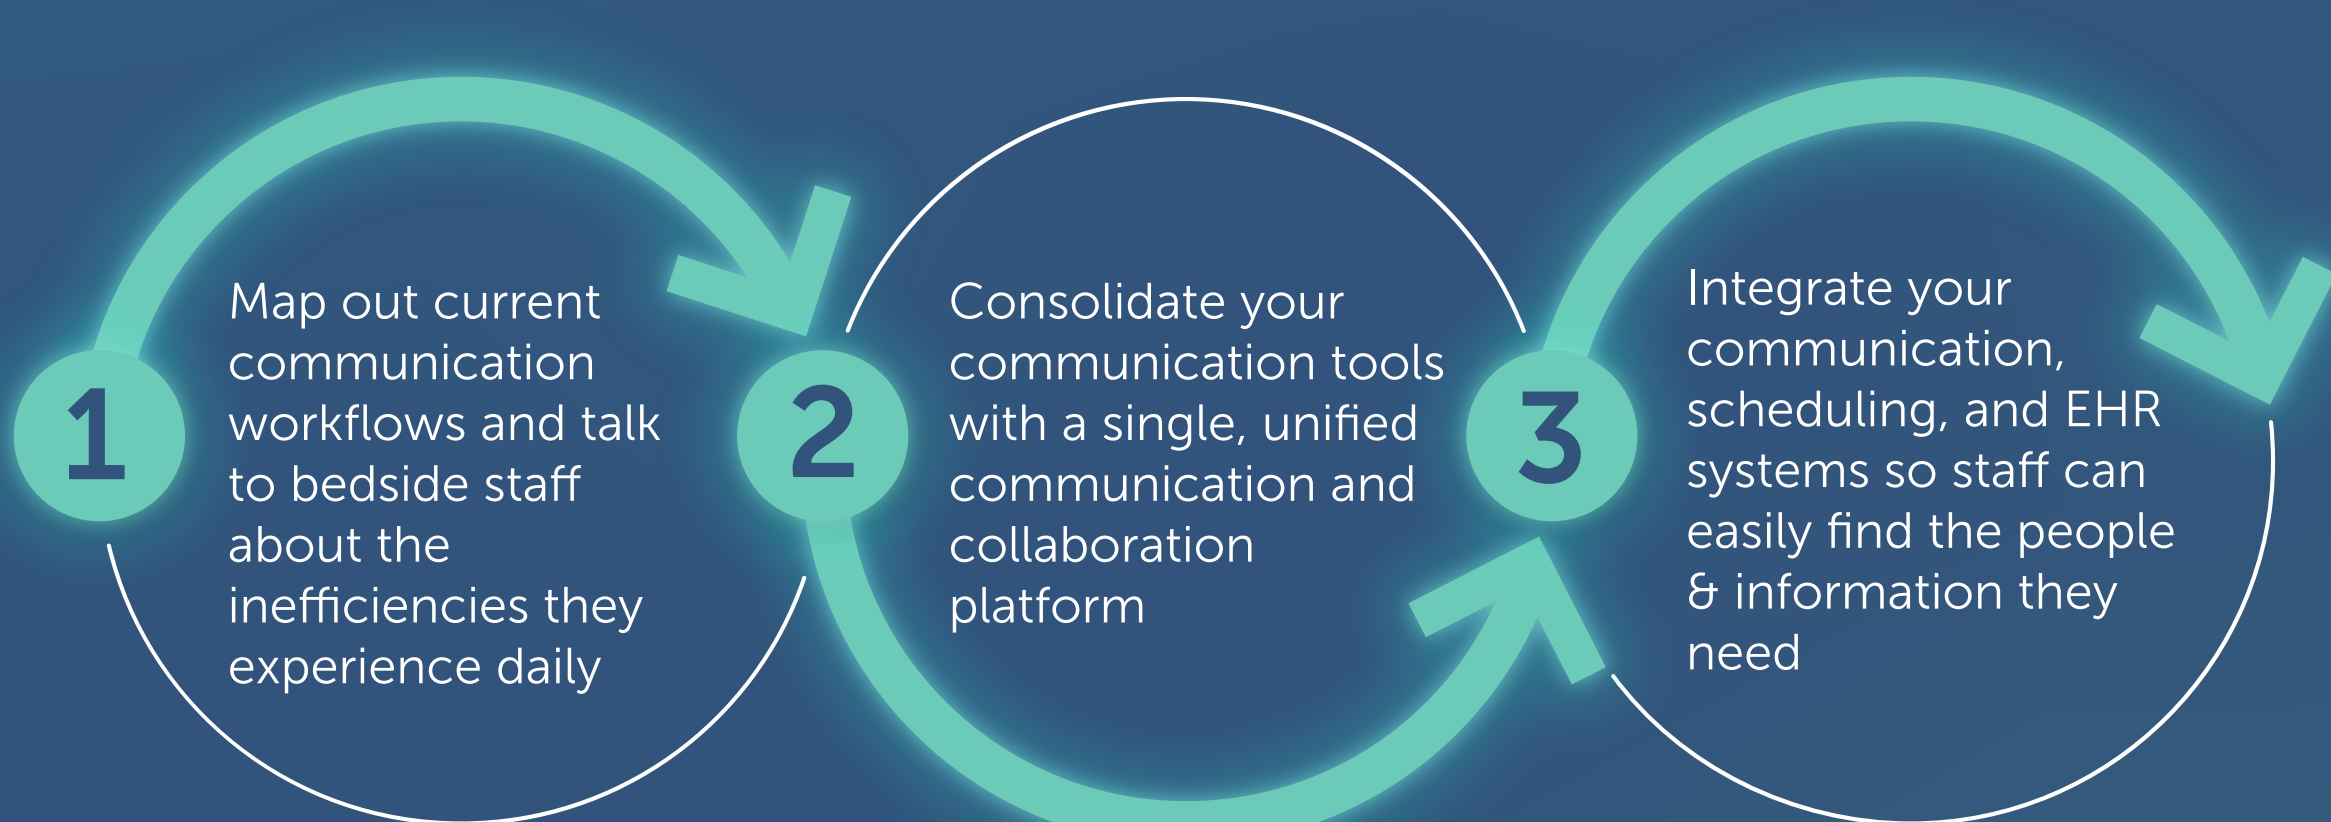 1
Map out current
communication
workflows and talk
to bedside staff
about the
inefficiencies they
experience daily
2
Consolidate your
communication tools
with a single, unified
communication and
collaboration
platform
3
Integrate your
communication,
scheduling, and EHR
systems so staff can
easily find the people
& information they
need